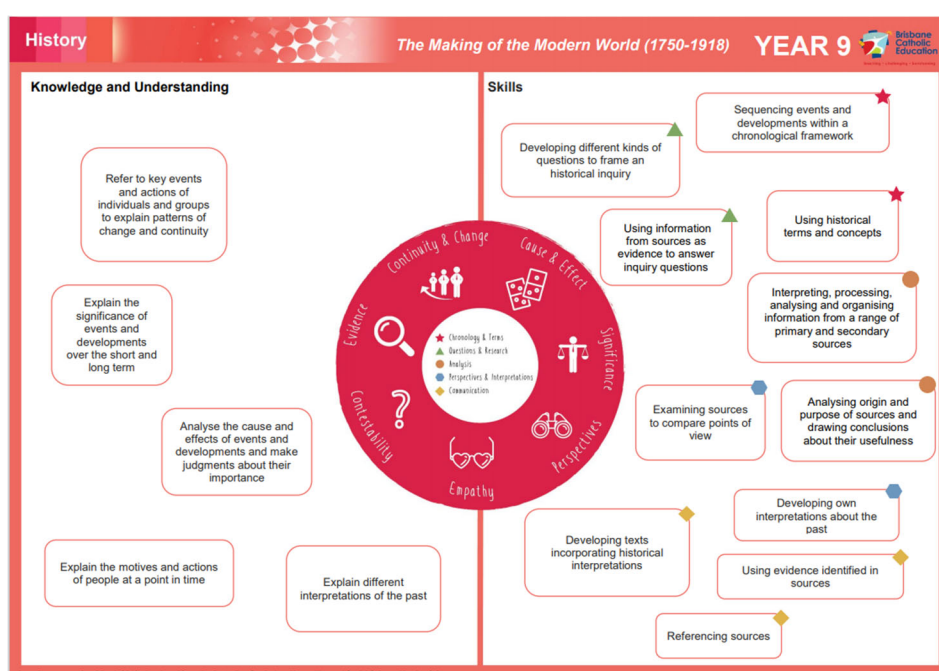 History
The Making of the Modern World (1750-1918)
YEAR 9
Brisbane
Catholic
Education
Knowledge and Understanding
Refer to key events
and actions of
individuals and groups
to explain patterns of
change and continuity
Explain the
significance of
events and
developments
over the short and
long term
Analyse the cause and
effects of events and
developments and make
judgments about their
importance
Explain the motives and actions
of people at a point in time
Explain different
interpretations of the past
Continuity & Change
Cause & Effect
Significance
Perspectives
Empathy
Contestability
Evidence
Chronology & Terms
Questions & Research
Analysis
Perspectives & Interpretations
Communication
Skills
Sequencing events and
developments within a
chronological framework
Developing different kinds of
questions to frame an
historical inquiry
Using historical
terms and concepts
Using information
from sources as
evidence to answer
inquiry questions
Interpreting, processing,
analysing and organising
information from a range of
primary and secondary
sources
Examining sources
to compare points of
view
Analysing origin and
purpose of sources and
drawing conclusions
about their usefulness
Developing own
interpretations about the
past
Developing texts
incorporating historical
interpretations
Using evidence identified in
sources
Referencing sources